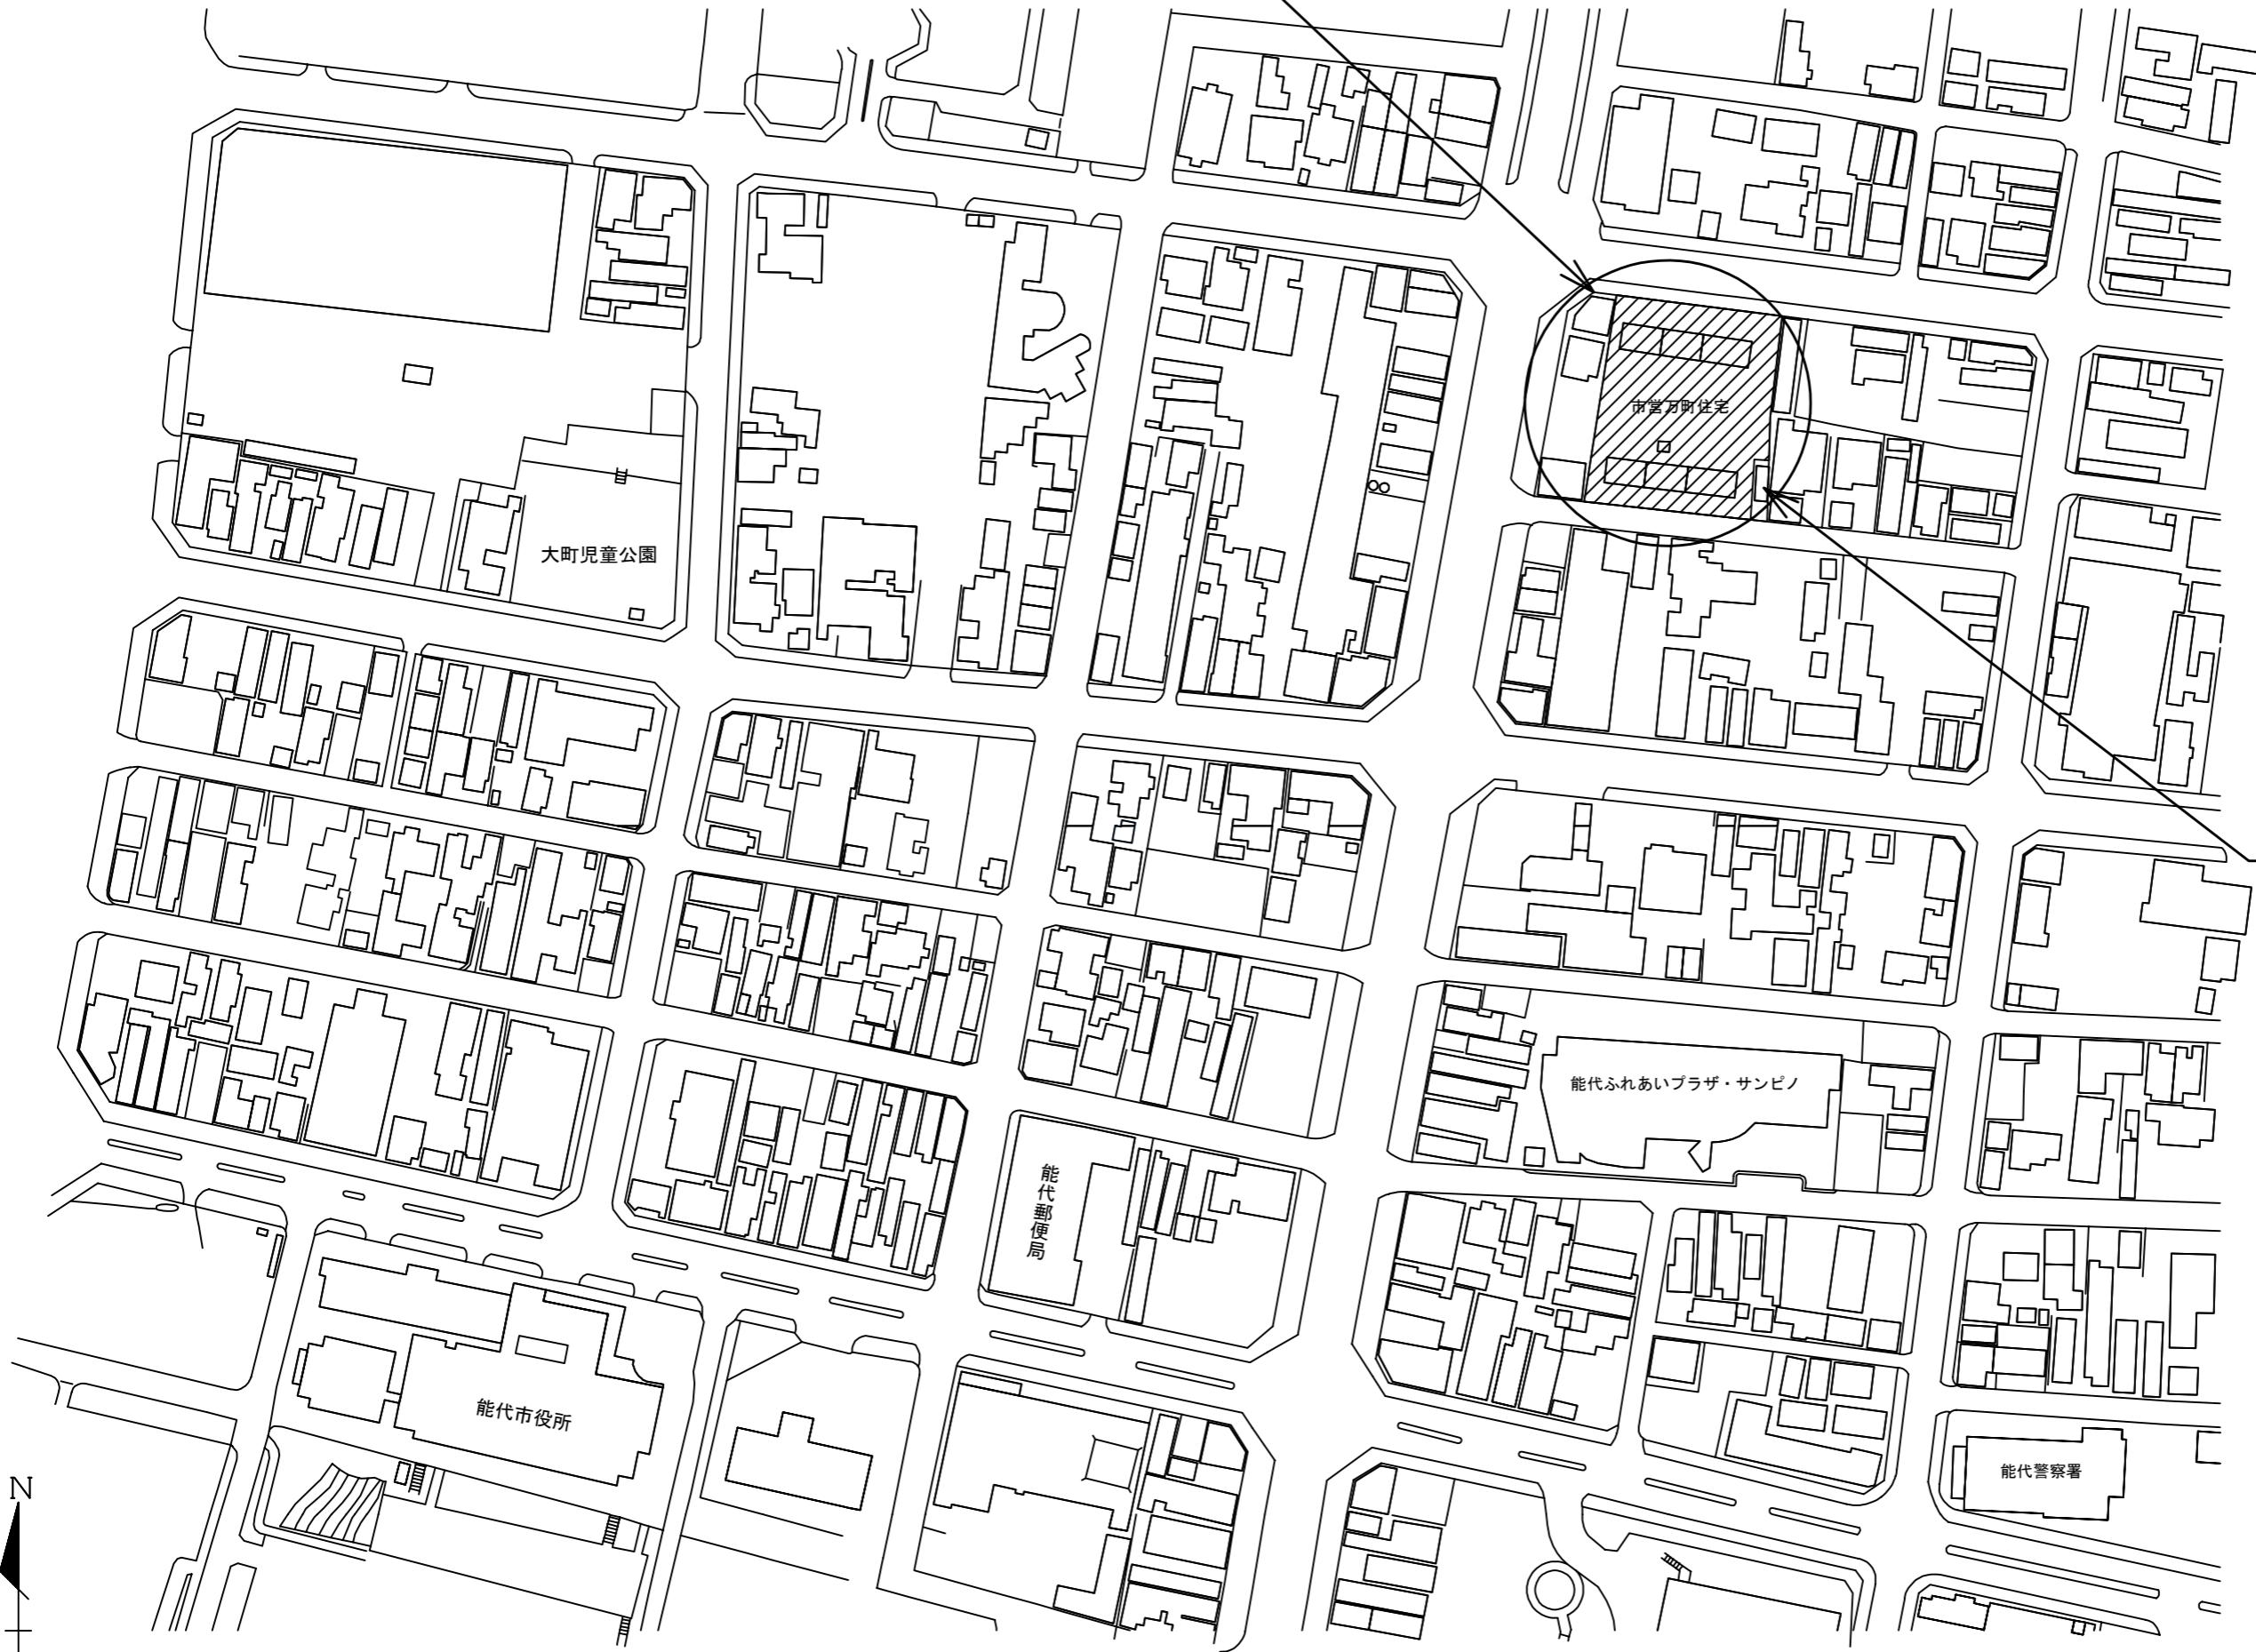 市営万町住宅
大町児童公園
能代ふれあいプラザ・サンピノ
能代郵便局
能代市役所
能代警察署
N